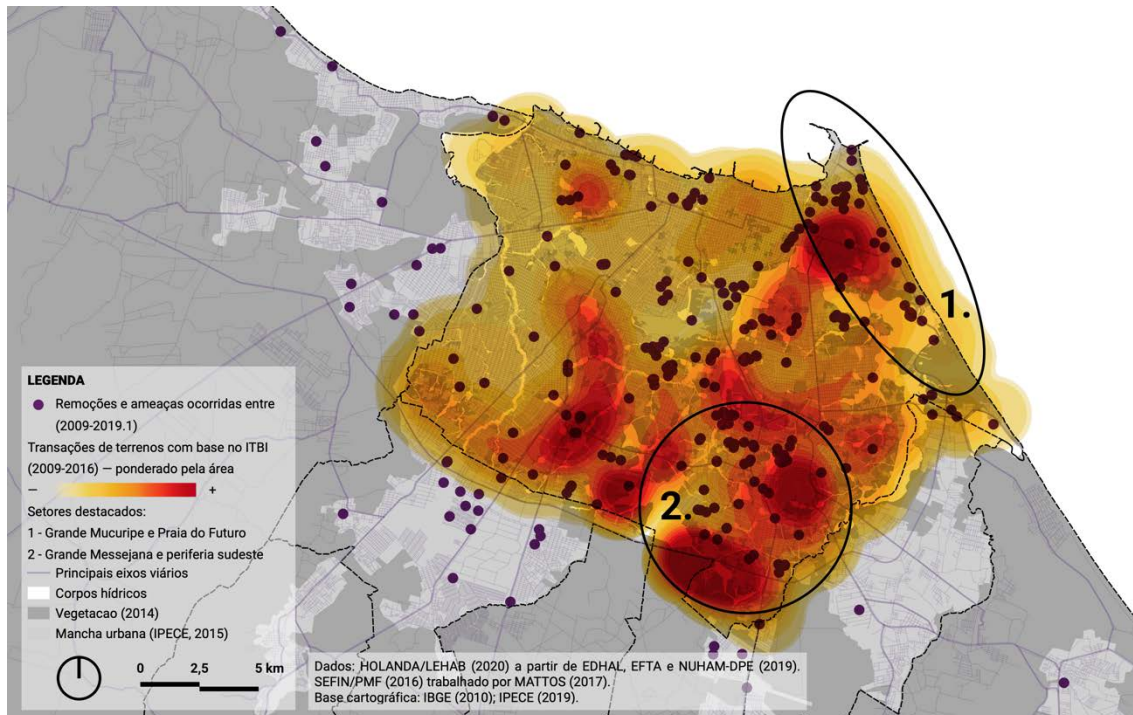 1.
2.
LEGENDA
Remoções e ameaças ocorridas entre
(2009-2019.1)
Transações de terrenos com base no ITBI
(2009-2016) — ponderado pela área
– +
Setores destacados:
1 - Grande Mucuripe e Praia do Futuro
2 - Grande Messejana e periferia sudeste
Principais eixos viários
Corpos hídricos
Vegetacao (2014)
Mancha urbana (IPECE, 2015)
0 2,5 5 km
Dados: HOLANDA/LEHAB (2020) a partir de EDHAL, EFTA e NUHAM-DPE (2019).
SEFIN/PMF (2016) trabalhado por MATTOS (2017).
Base cartográfica: IBGE (2010); IPECE (2019).